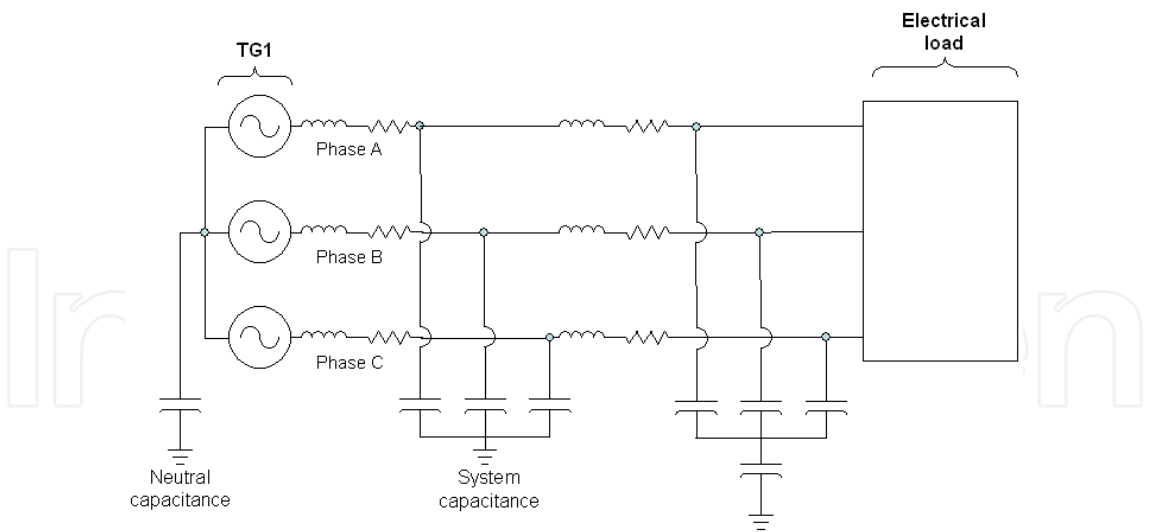 Electrical
load
TG1
Phase A
Phase B
Phase C
Neutral
capacitance
System
capacitance